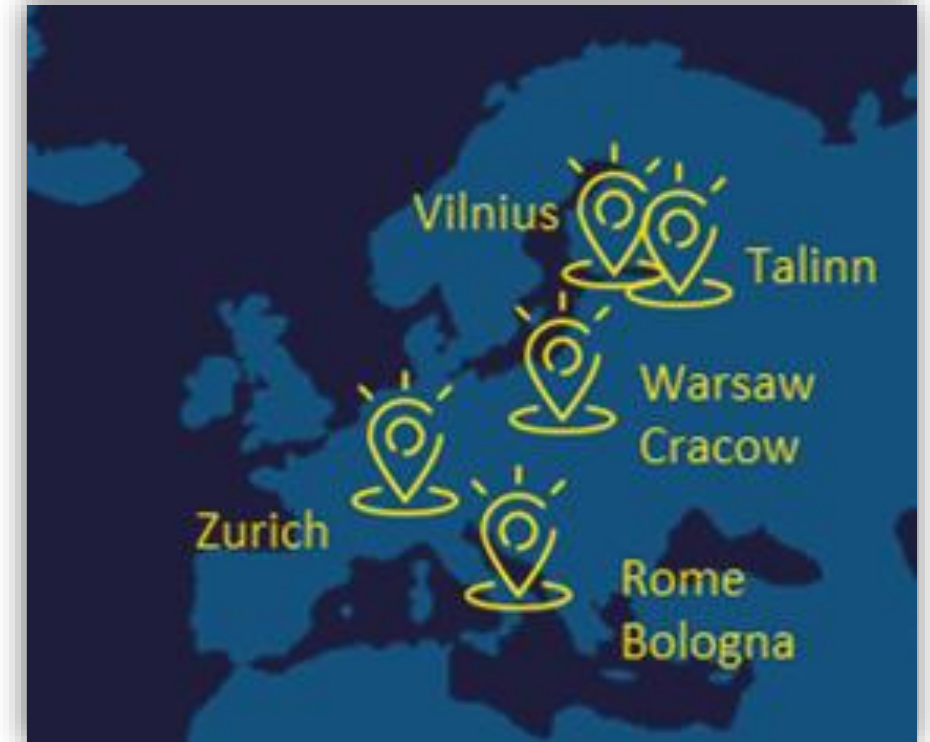 Vilnius
Talinn
Warsaw
Cracow
Zurich
Rome
Bologna